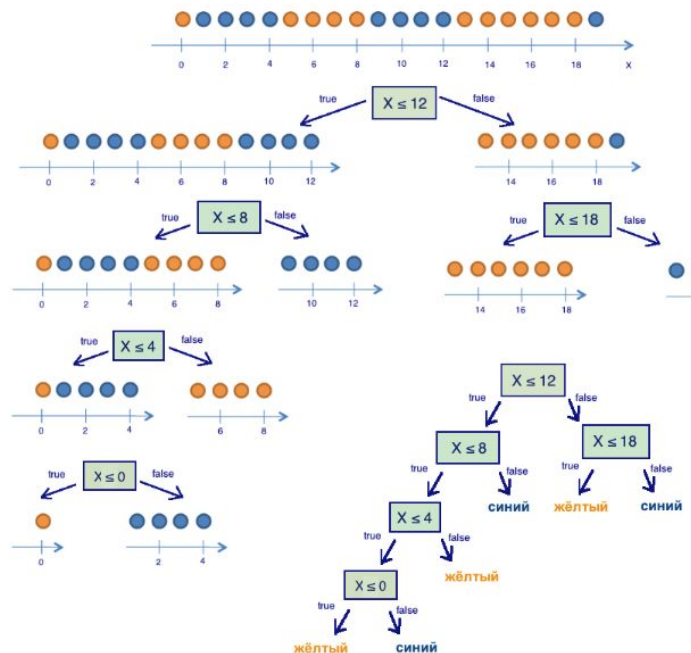 0 2 4 6 8 10 12 14 16 18 X
true X ≤ 12 false
0 2 4 6 8 10 12
14 16 18
true X ≤ 8 false
true X ≤ 18 false
0 2 4 6 8
10 12
14 16 18
true X ≤ 4 false
0 2 4
6 8
true X ≤ 0 false
0
2 4
X ≤ 12
true false
X ≤ 8 X ≤ 18
true false true false
X ≤ 4 синий жёлтый синий
true false
X ≤ 0 жёлтый
true false
жёлтый синий